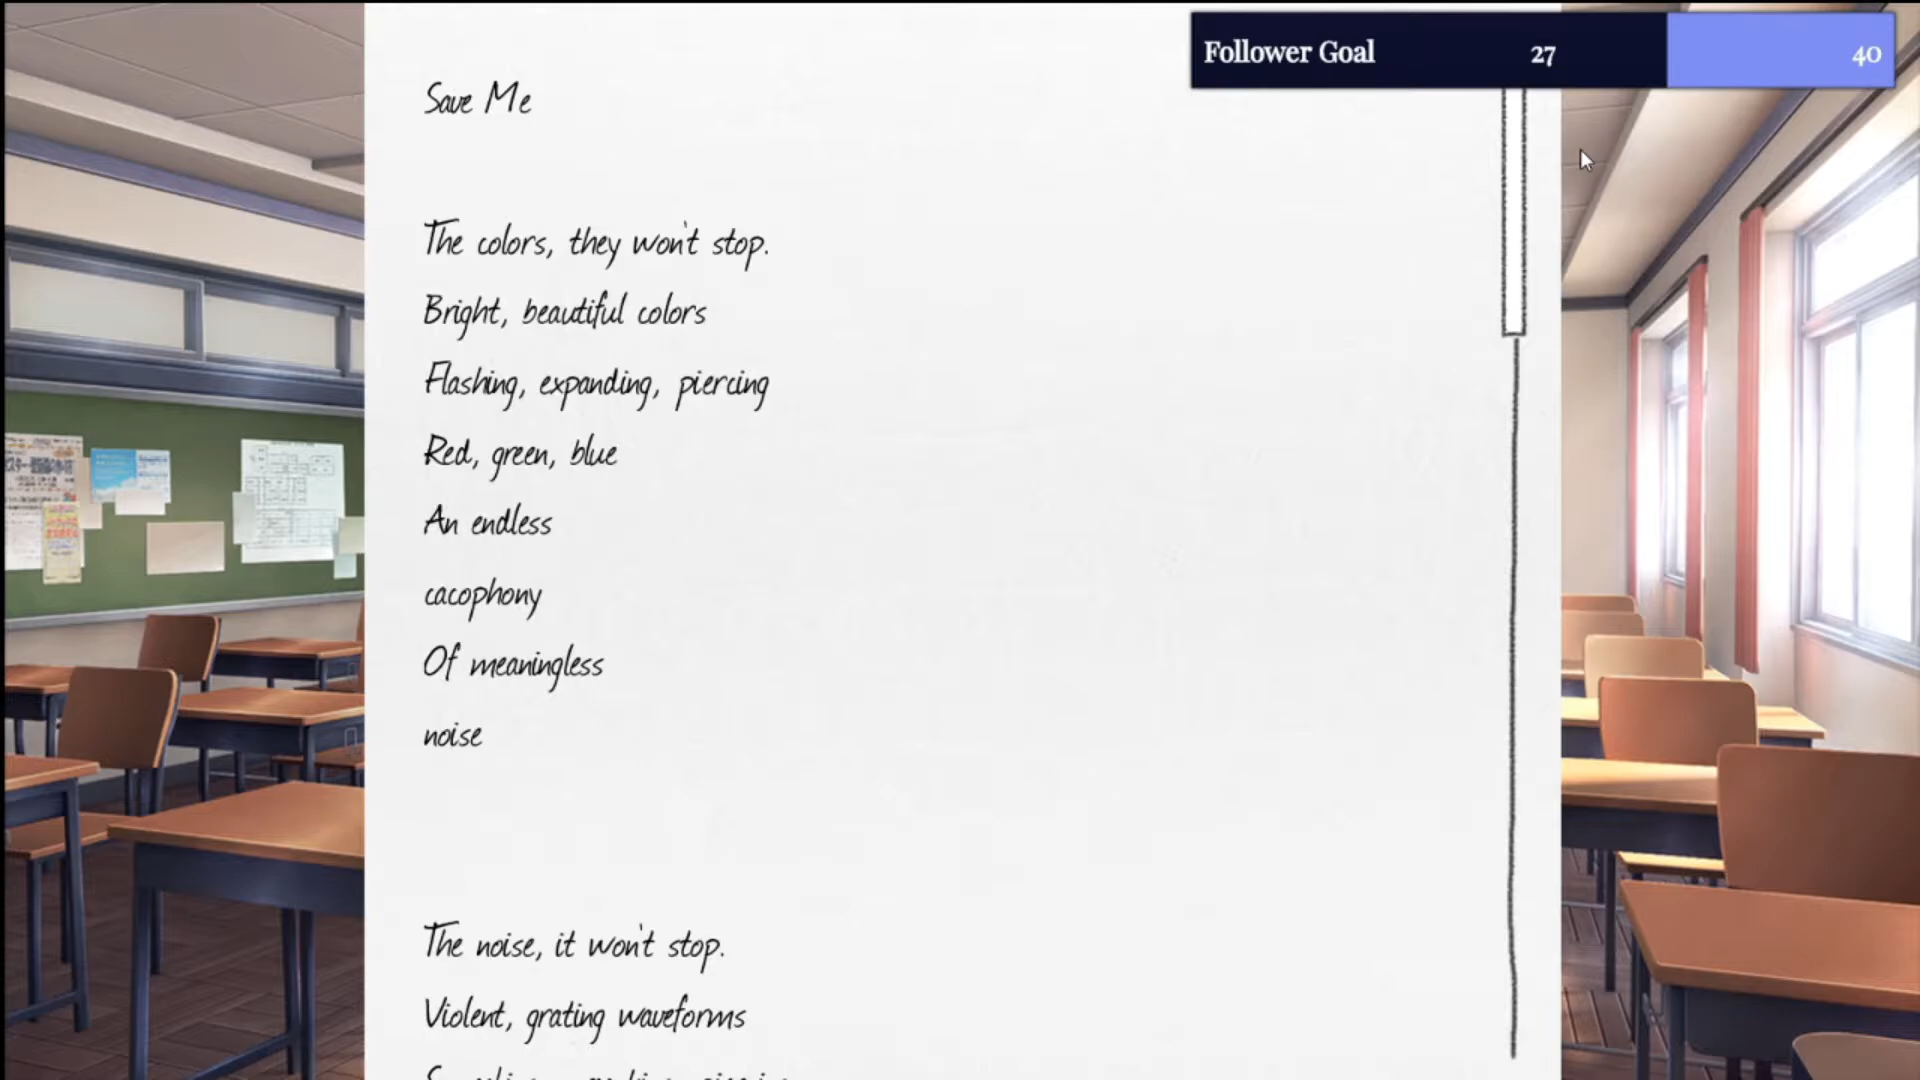 Follower Goal 27 40
Save Me
The colors, they won't stop.
Bright, beautiful colors
Flashing, expanding, piercing
Red, green, blue
An endless
cacophony
Of meaningless
noise
The noise, it won't stop.
Violent, grating waveforms